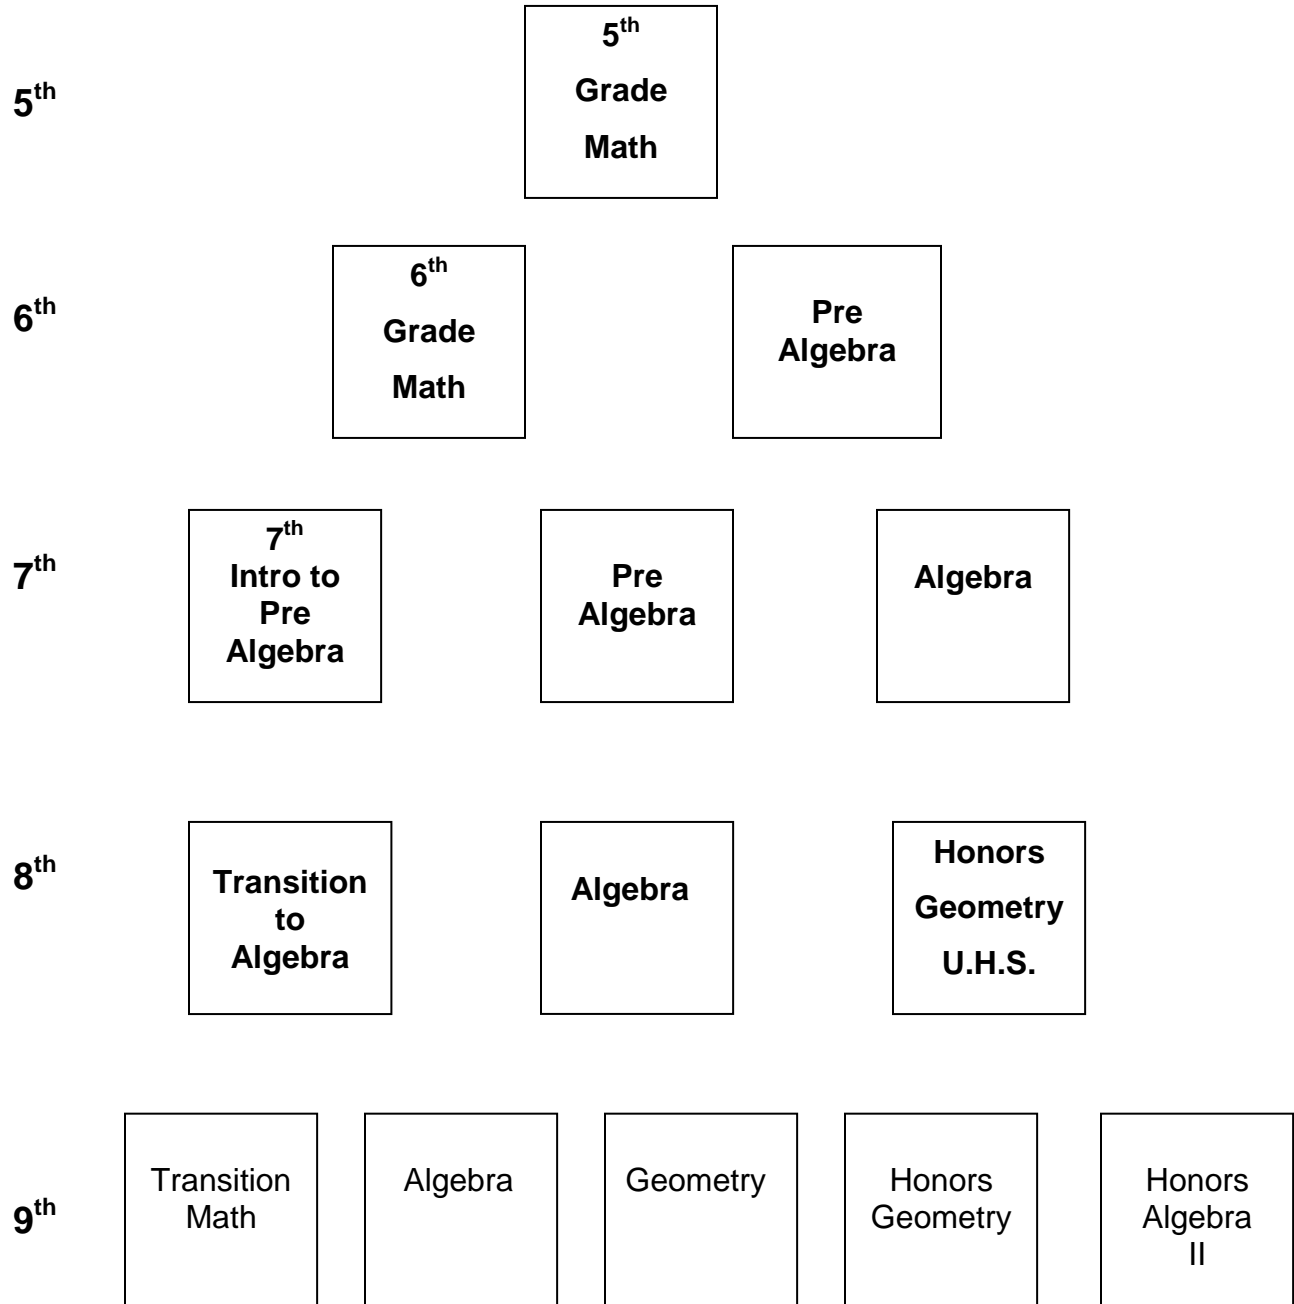 5th
5th
Grade
Math
6th
6th
Grade
Math
Pre
Algebra
7th
7th
Intro to
Pre
Algebra
Pre
Algebra
Algebra
8th
Transition
to
Algebra
Algebra
Honors
Geometry
U.H.S.
9th
Transition
Math
Algebra
Geometry
Honors
Geometry
Honors
Algebra
II